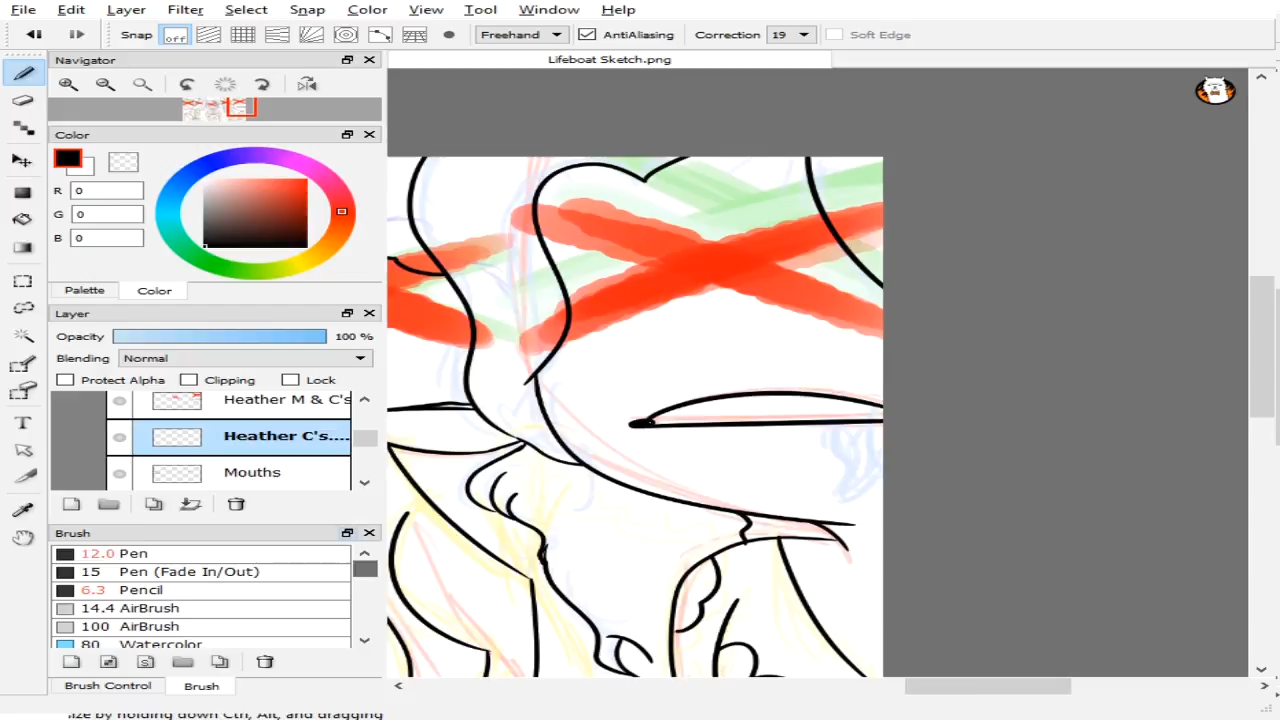 File Edit Layer Filter Select Snap Color View Tool Window Help
Snap off Freehand AntiAliasing Correction 19 Soft Edge
Navigator
Lifeboat Sketch.png
Color
R 0
G 0
B 0
Palette Color
Layer
Opacity 100 %
Blending Normal
Protect Alpha Clipping Lock
Heather M & C's
Heather C's....
Mouths
Brush
12.0 Pen
15 Pen (Fade In/Out)
6.3 Pencil
14.4 AirBrush
100 AirBrush
80 Watercolor
Brush Control Brush
by holding down Ctrl, Alt, and dragging